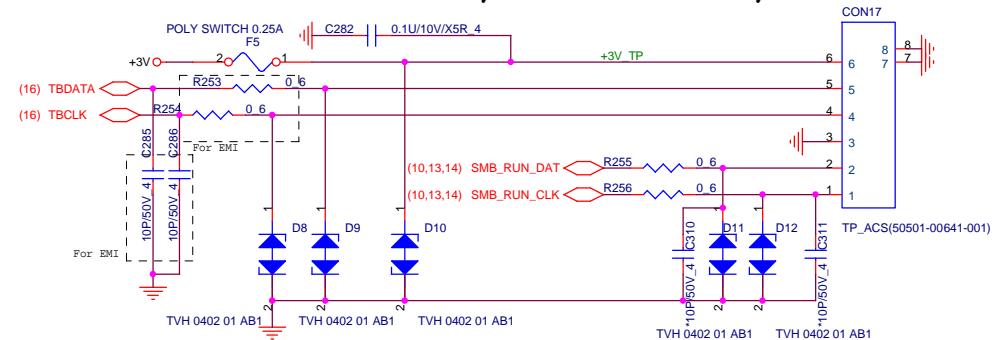 CON17
POLY SWITCH 0.25A
F5
C282
0.1U/10V/X5R_4
+3V
2
1
+3V_TP
6
6
8
8
7
7
(16) TBDATA
R253
0_6
5
5
(16) TBCLK
R254
0_6
4
4
For EMI
C285
C286
10P/50V_4
10P/50V_4
For EMI
3
(10,13,14) SMB_RUN_DAT
R255
0_6
2
2
(10,13,14) SMB_RUN_CLK
R256
0_6
1
1
TP_ACS(50501-00641-001)
1
D8
1
D9
1
D10
C310
*10P/50V_4
1
D11
1
D12
C311
*10P/50V_4
2
2
2
2
2
TVH 0402 01 AB1
TVH 0402 01 AB1
TVH 0402 01 AB1
TVH 0402 01 AB1
TVH 0402 01 AB1